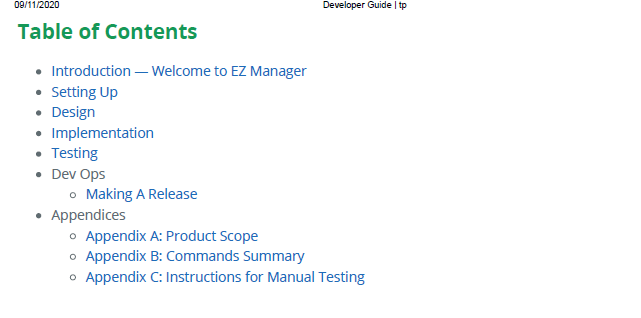 09/11/2020 Developer Guide | tp
Table of Contents
Introduction — Welcome to EZ Manager
Setting Up
Design
Implementation
Testing
Dev Ops
Making A Release
Appendices
Appendix A: Product Scope
Appendix B: Commands Summary
Appendix C: Instructions for Manual Testing